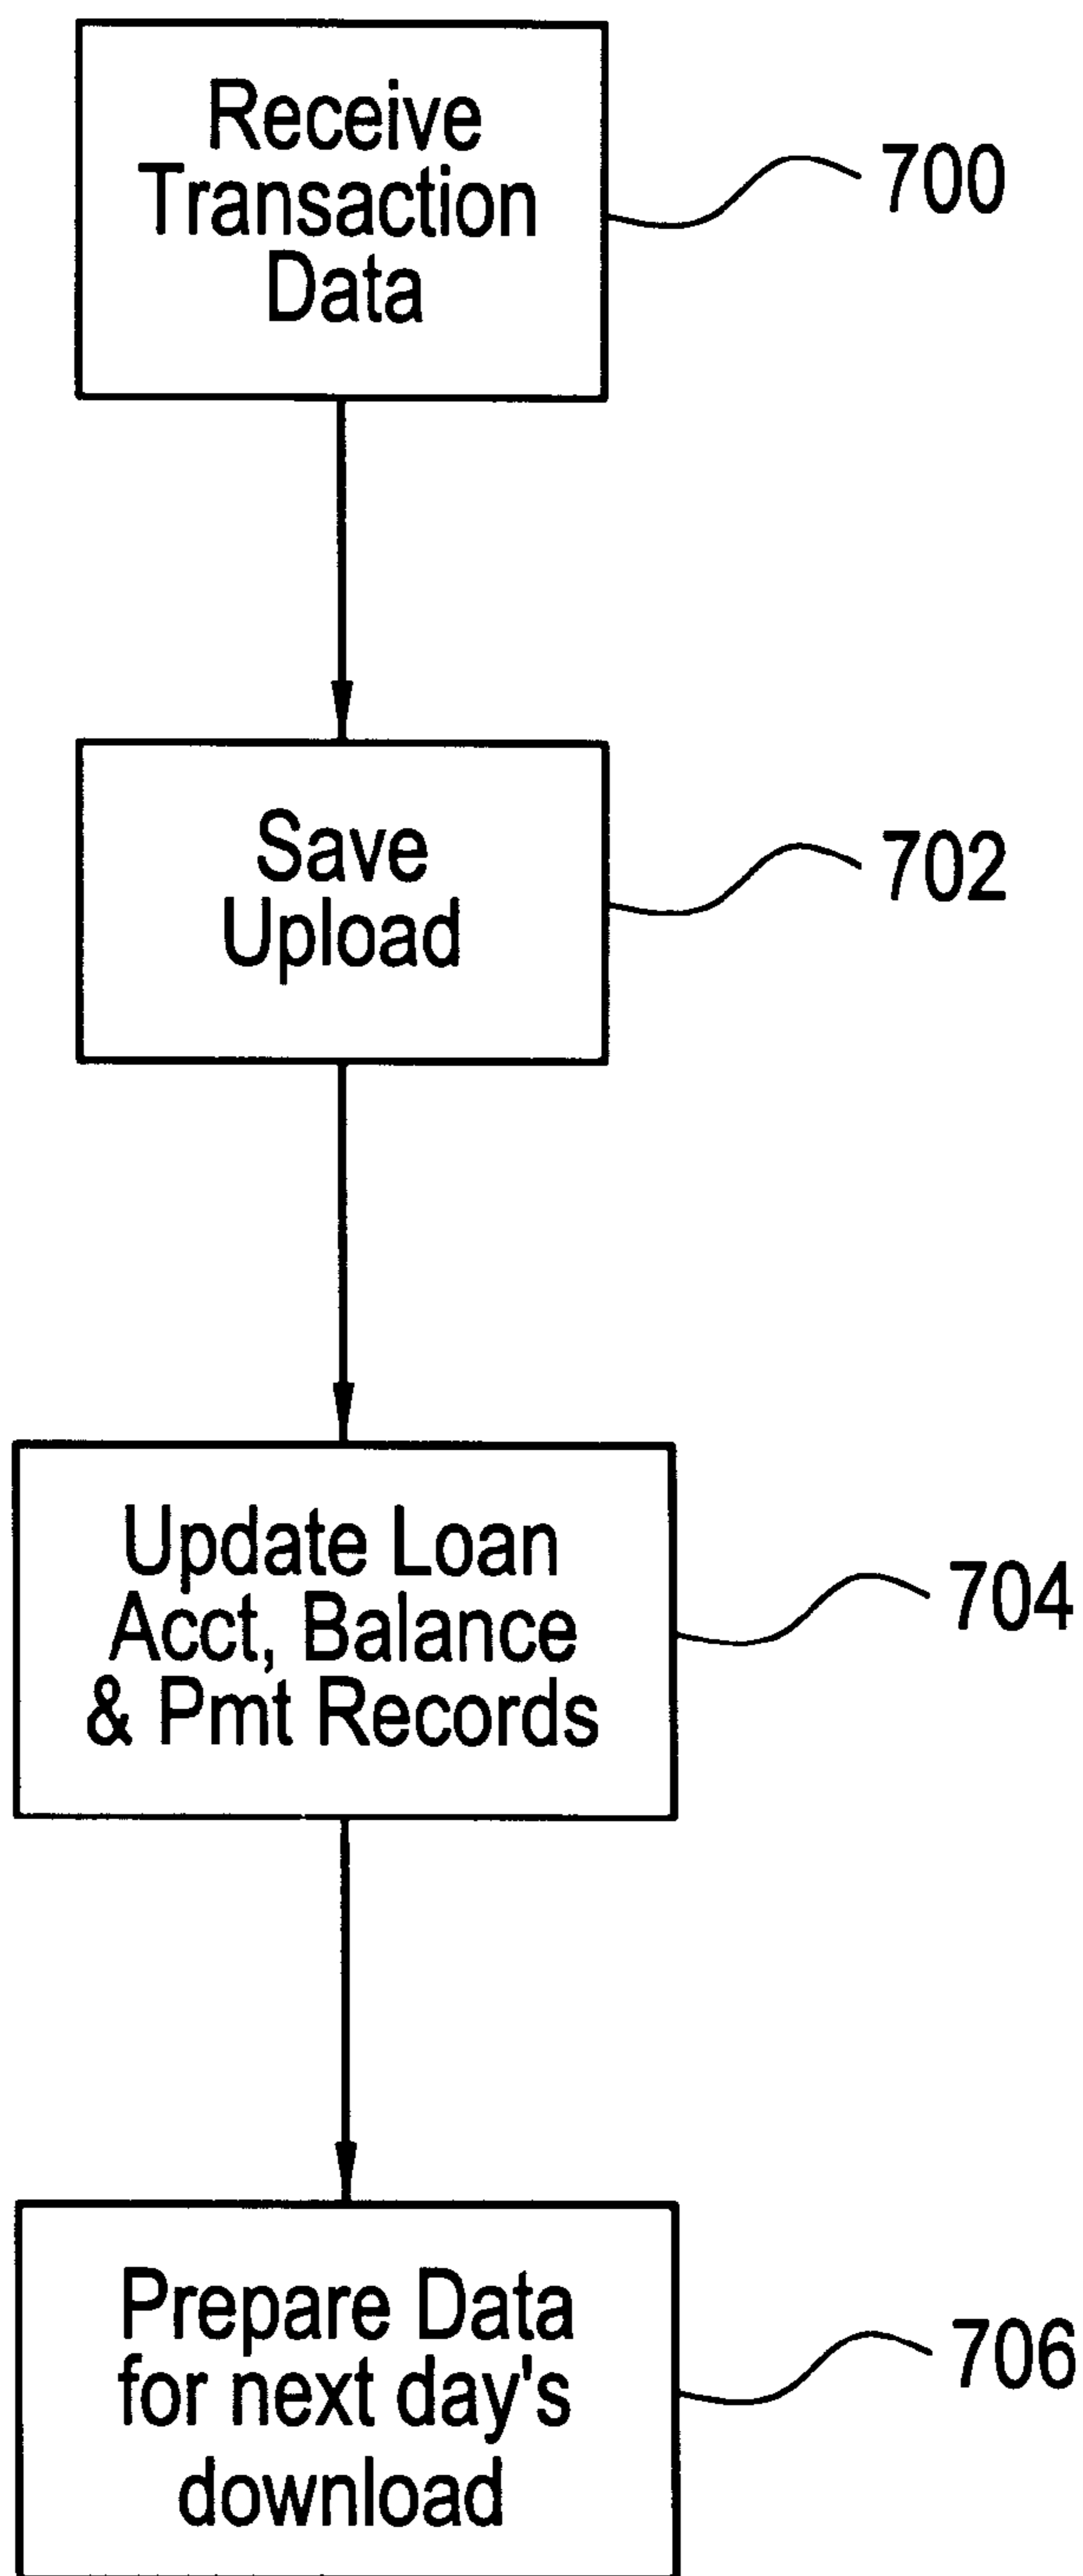 Receive
Transaction
Data
700
Save
Upload
702
Update Loan
Acct, Balance
& Pmt Records
704
Prepare Data
for next day's
download
706